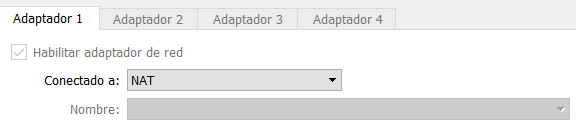 Adaptador 1 Adaptador 2 Adaptador 3 Adaptador 4
Habilitar adaptador de red
Conectado a: NAT
Nombre: